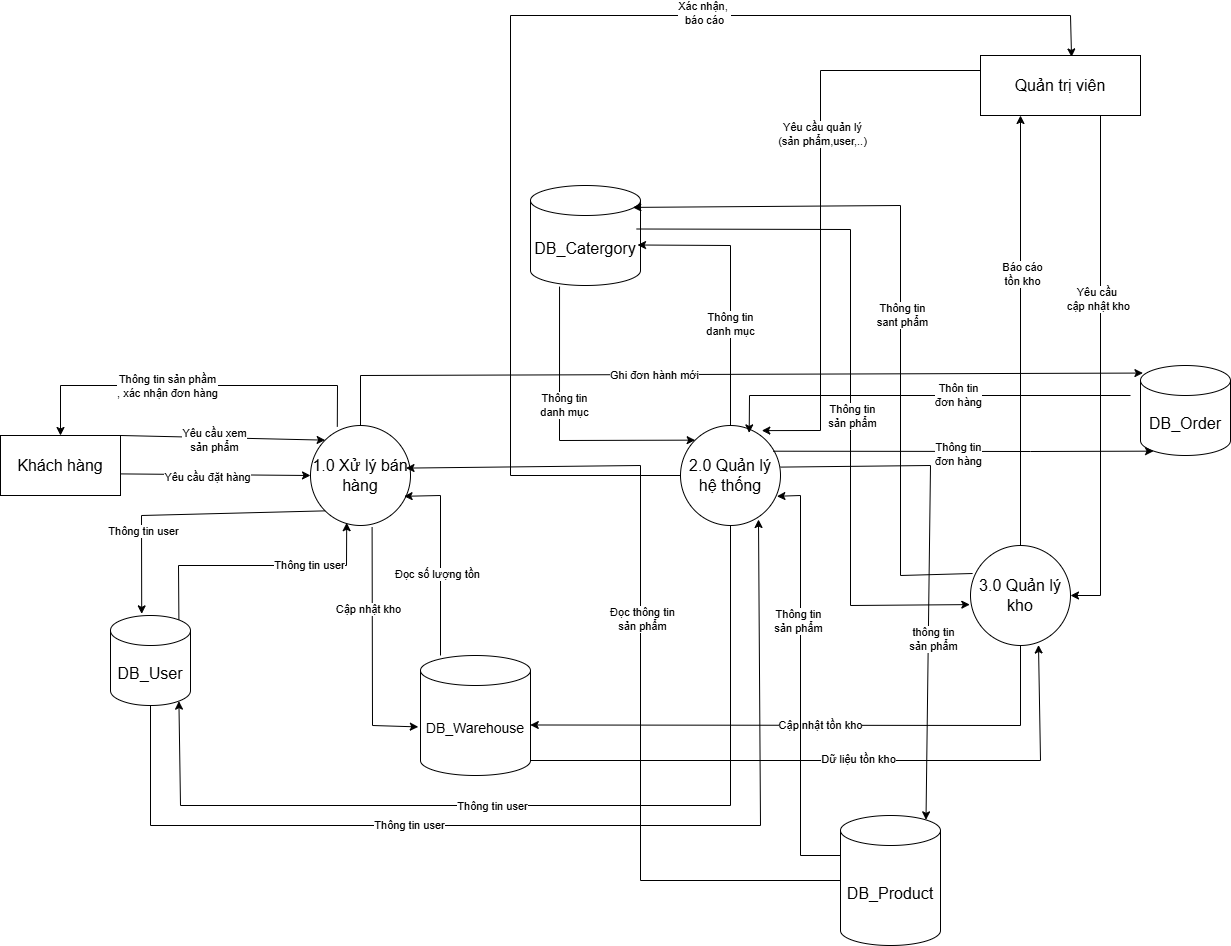 Xác nhận,
báo cáo
Quản trị viên
Yêu cầu quản lý
(sản phẩm,user,..)
DB_Catergory
Báo cáo
tồn kho
Yêu cầu
cập nhật kho
Thông tin
danh mục
Thông tin
sant phẩm
Thông tin sản phầm
, xác nhận đơn hàng
Ghi đơn hành mới
Thông tin
danh mục
Thông tin
sản phẩm
Thôn tin
đơn hàng
DB_Order
Yêu cầu xem
sản phẩm
Khách hàng
Yêu cầu đặt hàng
1.0 Xử lý bán
hàng
2.0 Quản lý
hệ thống
Thông tin
đơn hàng
Thông tin user
Thông tin user
Đọc số lượng tồn
Cập nhật kho
Đọc thông tin
sản phẩm
Thông tin
sản phẩm
thông tin
sản phẩm
3.0 Quản lý
kho
DB_User
DB_Warehouse
Cập nhật tồn kho
Dữ liệu tồn kho
Thông tin user
Thông tin user
DB_Product